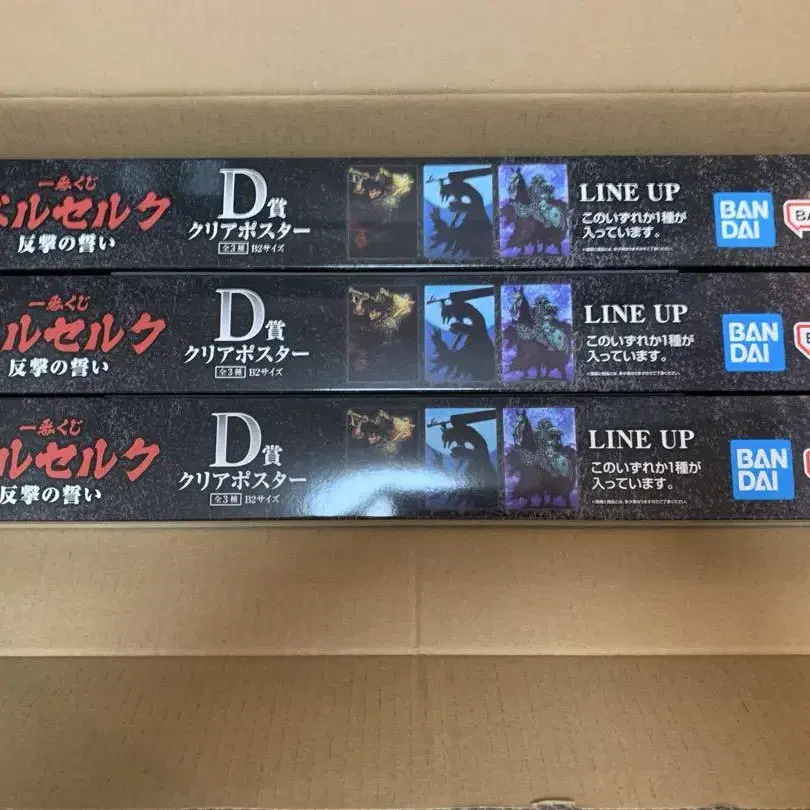 一番くじ
ベルセルク
反撃の誓い
D賞
クリアポスター
全3種 B2サイズ
LINE UP
このいずれか1種が
入っています。
BAN
DAI
BA
一番くじ
ルセルク
反撃の誓い
D賞
クリアポスター
全3種 B2サイズ
LINE UP
このいずれか1種が
入っています。
BAN
DAI
一番くじ
ルセルク
反撃の誓い
D賞
クリアポスター
全3種 B2サイズ
LINE UP
このいずれか1種が
入っています。
BAN
DAI